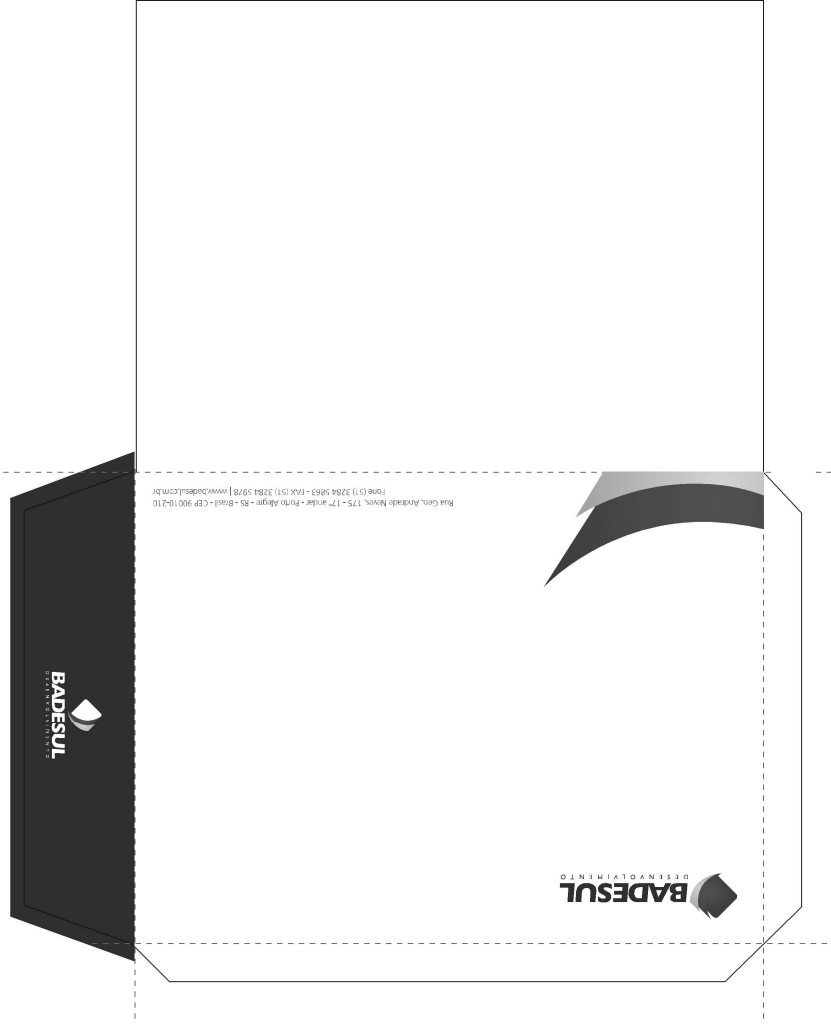 BADESUL
DESENVOLVIMENTO
Rua Gen. Andrade Neves, 175 - 17º andar - Porto Alegre - RS - Brasil - CEP 90010-210
Fone (51) 3284 5863 - FAX (51) 3284 5978 | www.badesul.com.br
BADESUL
DESENVOLVIMENTO